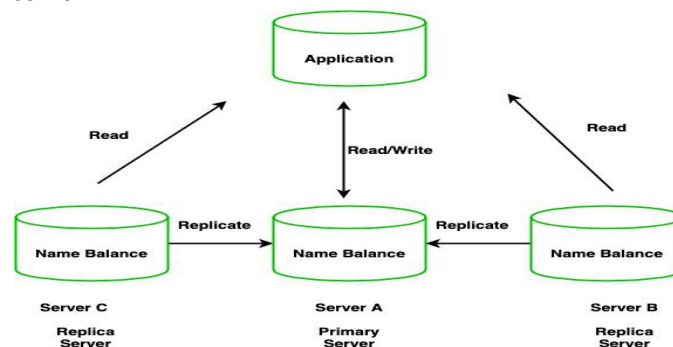 Application
Read
Read/Write
Read
Replicate
Replicate
Name Balance
Name Balance
Name Balance
Server C
Server A
Server B
Replica
Server
Primary
Server
Replica
Server